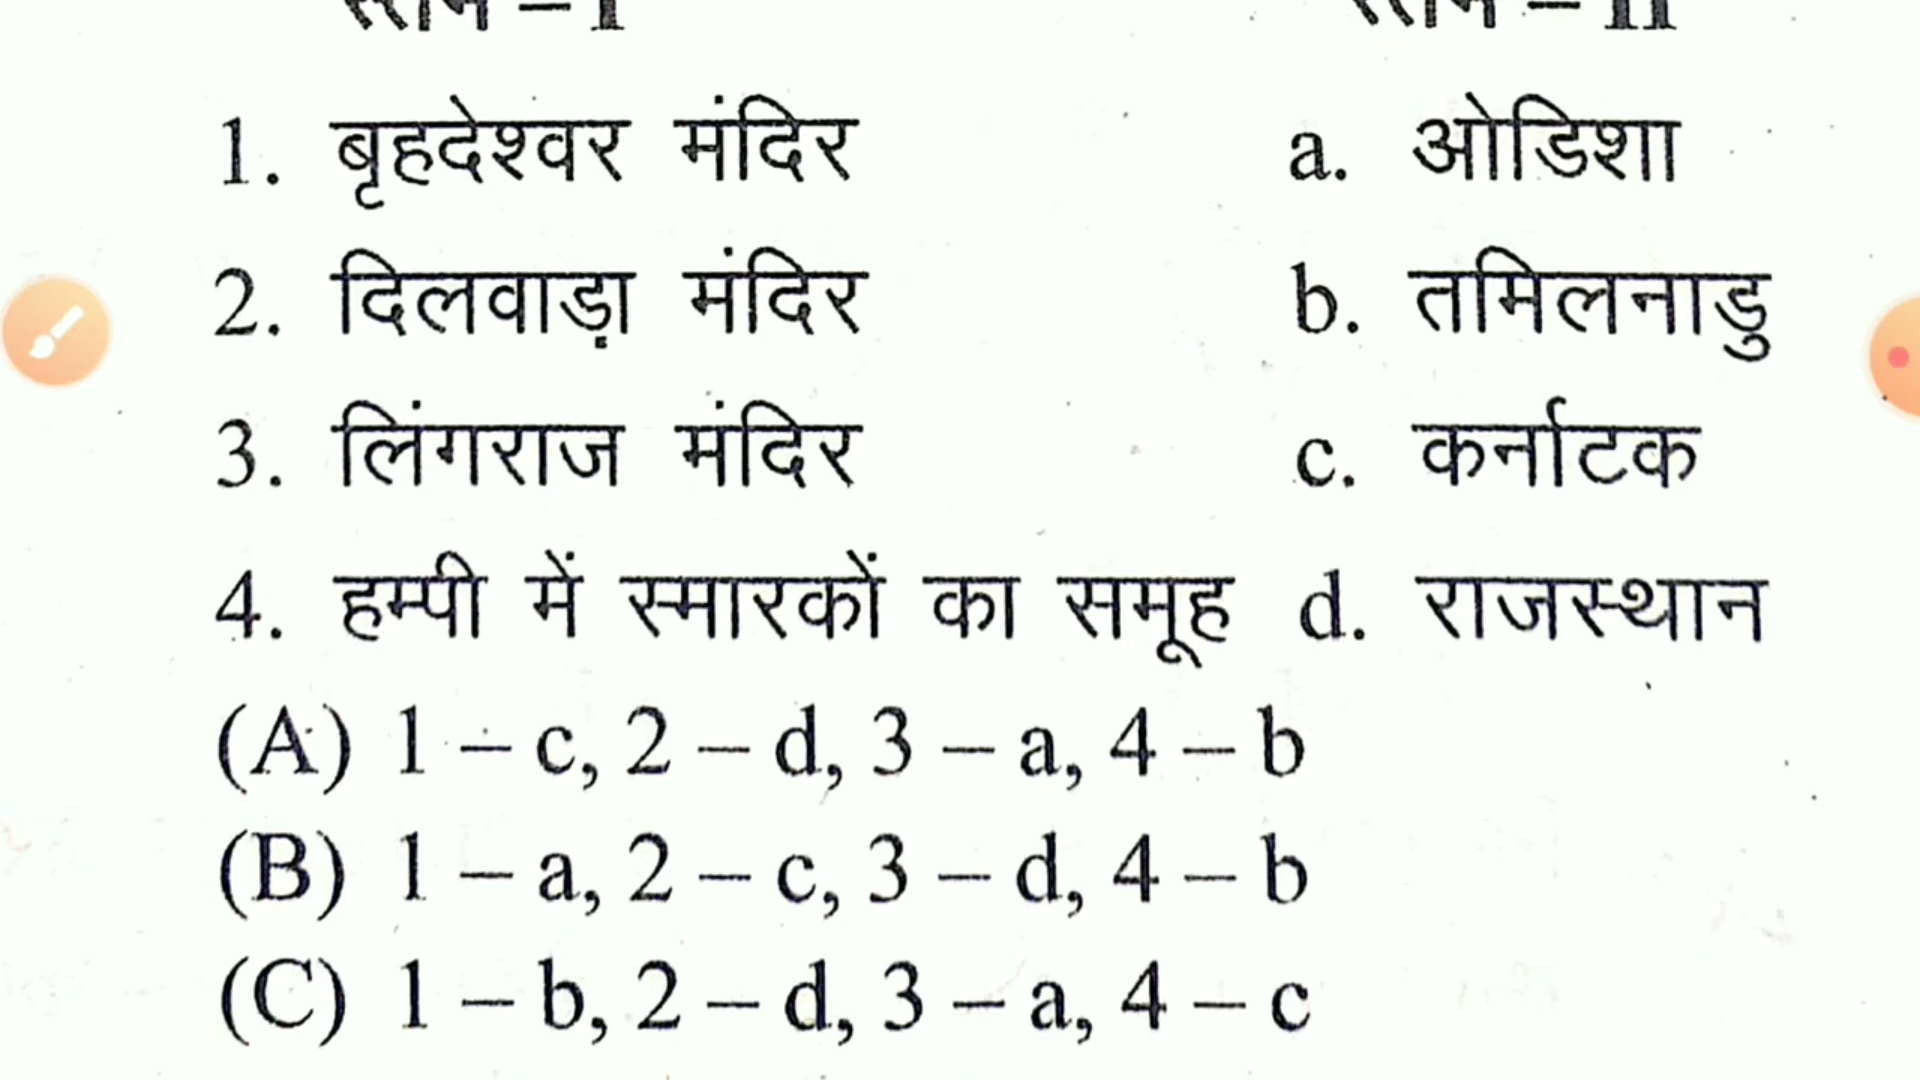 1. बृहदेश्वर मंदिर a. ओडिशा
2. दिलवाड़ा मंदिर b. तमिलनाडु
3. लिंगराज मंदिर c. कर्नाटक
4. हम्पी में स्मारकों का समूह d. राजस्थान
(A) 1 – c, 2 – d, 3 – a, 4 – b
(B) 1 – a, 2 – c, 3 – d, 4 – b
(C) 1 – b, 2 – d, 3 – a, 4 – c